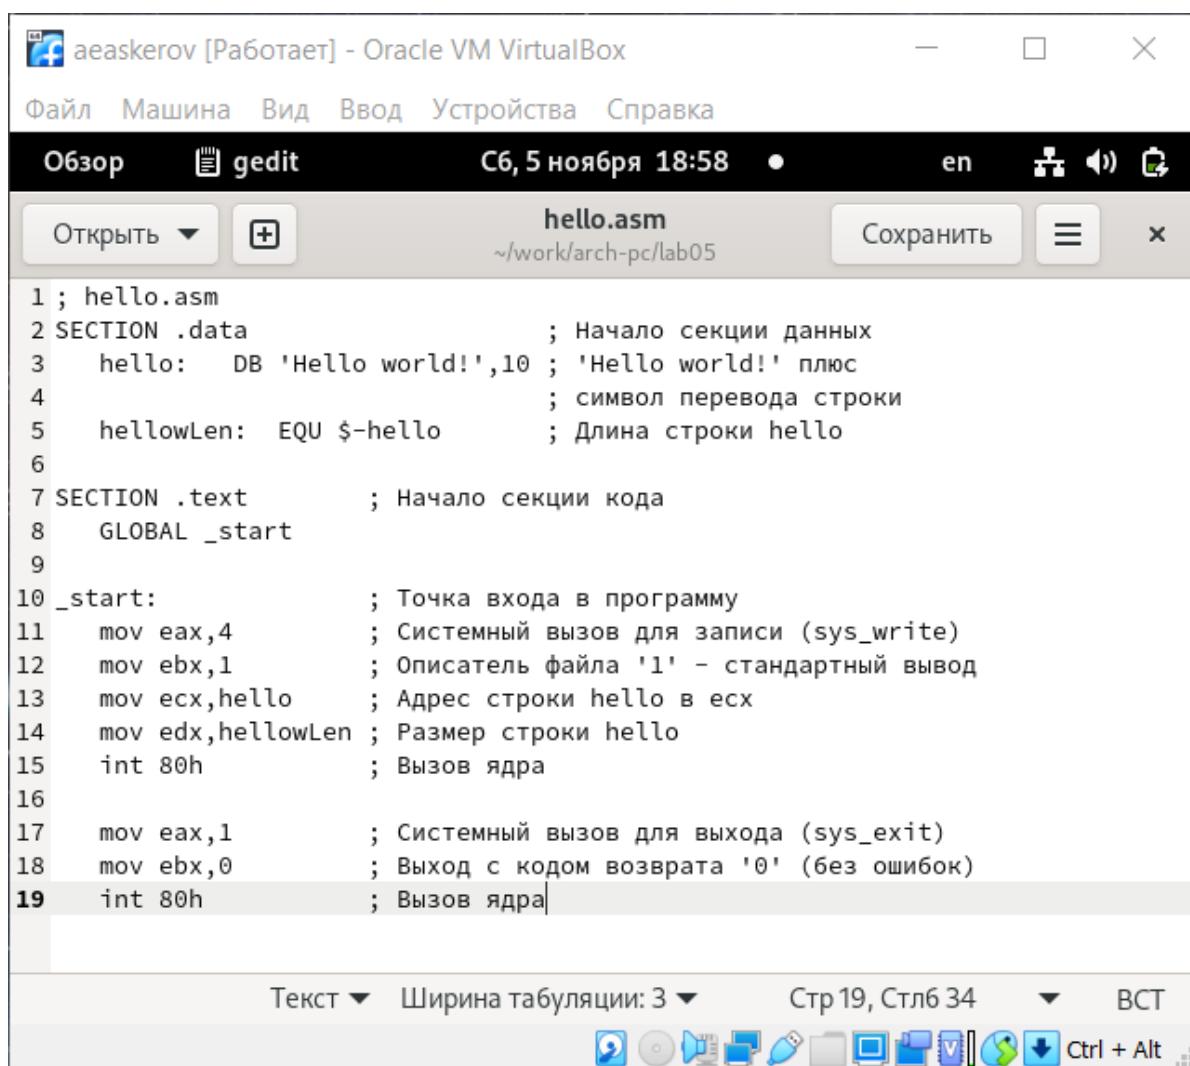 aeaskerov [Работает] - Oracle VM VirtualBox
Файл Машина Вид Ввод Устройства Справка
Обзор gedit Сб, 5 ноября 18:58 en
Открыть hello.asm Сохранить
~/work/arch-pc/lab05
1 ; hello.asm
2 SECTION .data ; Начало секции данных
3 hello: DB 'Hello world!',10 ; 'Hello world!' плюс
4 ; символ перевода строки
5 hellowLen: EQU $-hello ; Длина строки hello
6
7 SECTION .text ; Начало секции кода
8 GLOBAL _start
9
10 _start: ; Точка входа в программу
11 mov eax,4 ; Системный вызов для записи (sys_write)
12 mov ebx,1 ; Описатель файла '1' - стандартный вывод
13 mov ecx,hello ; Адрес строки hello в ecx
14 mov edx,hellowLen ; Размер строки hello
15 int 80h ; Вызов ядра
16
17 mov eax,1 ; Системный вызов для выхода (sys_exit)
18 mov ebx,0 ; Выход с кодом возврата '0' (без ошибок)
19 int 80h ; Вызов ядра
Текст Ширина табуляции: 3 Стр 19, Стлб 34 ВСТ
Ctrl + Alt